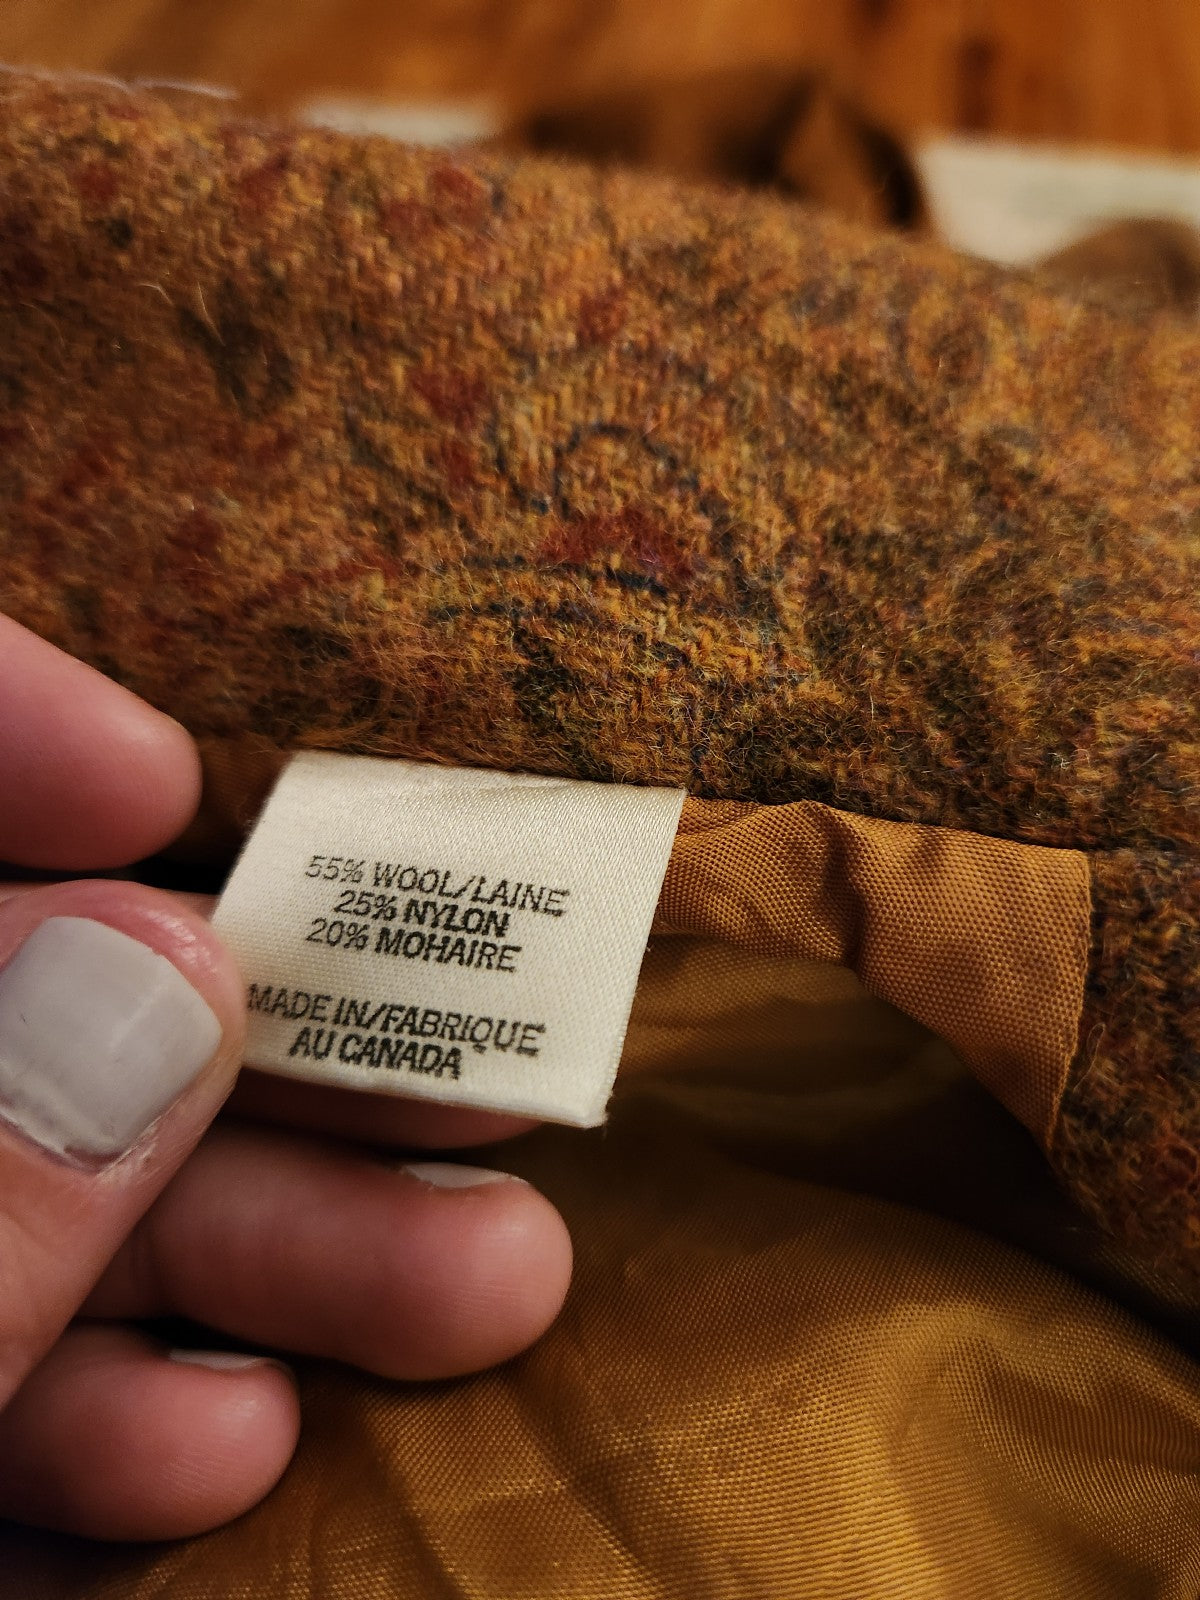 55% WOOL/LAINE
25% NYLON
20% MOHAIRE
MADE IN/FABRIQUE
AU CANADA